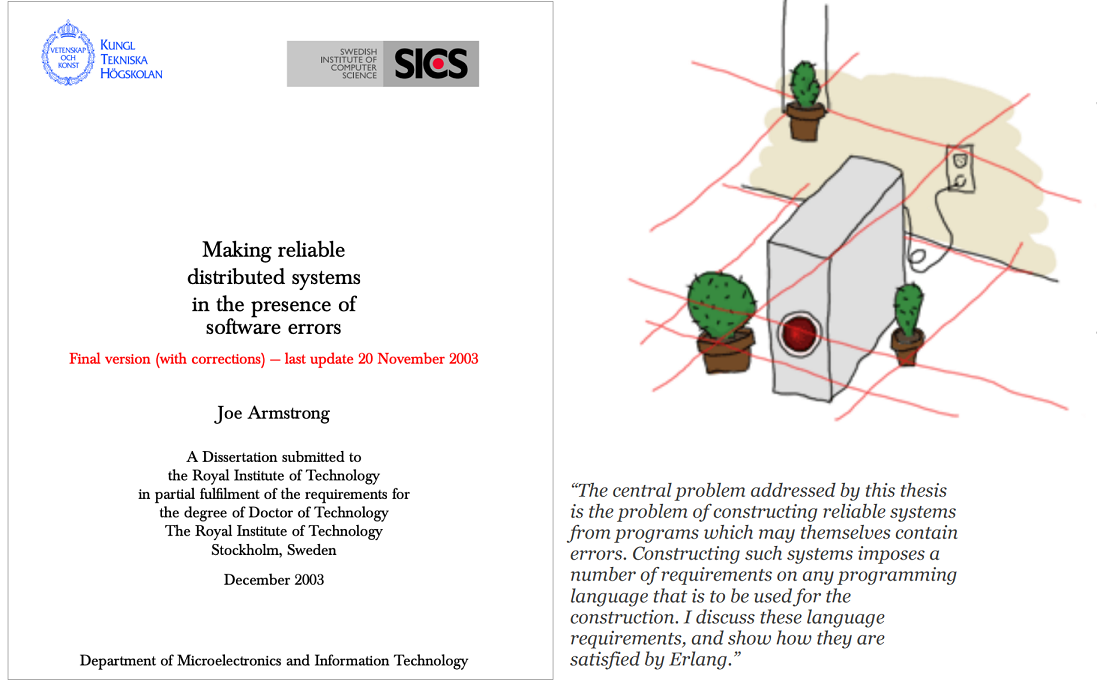 VETENSKAP
OCH
KONST
KUNGL
TEKNISKA
HÖGSKOLAN
SWEDISH
INSTITUTE OF
COMPUTER
SCIENCE
SICS
Making reliable
distributed systems
in the presence of
software errors
Final version (with corrections) — last update 20 November 2003
Joe Armstrong
A Dissertation submitted to
the Royal Institute of Technology
in partial fulfilment of the requirements for
the degree of Doctor of Technology
The Royal Institute of Technology
Stockholm, Sweden
December 2003
Department of Microelectronics and Information Technology
“The central problem addressed by this thesis
is the problem of constructing reliable systems
from programs which may themselves contain
errors. Constructing such systems imposes a
number of requirements on any programming
language that is to be used for the
construction. I discuss these language
requirements, and show how they are
satisfied by Erlang.”